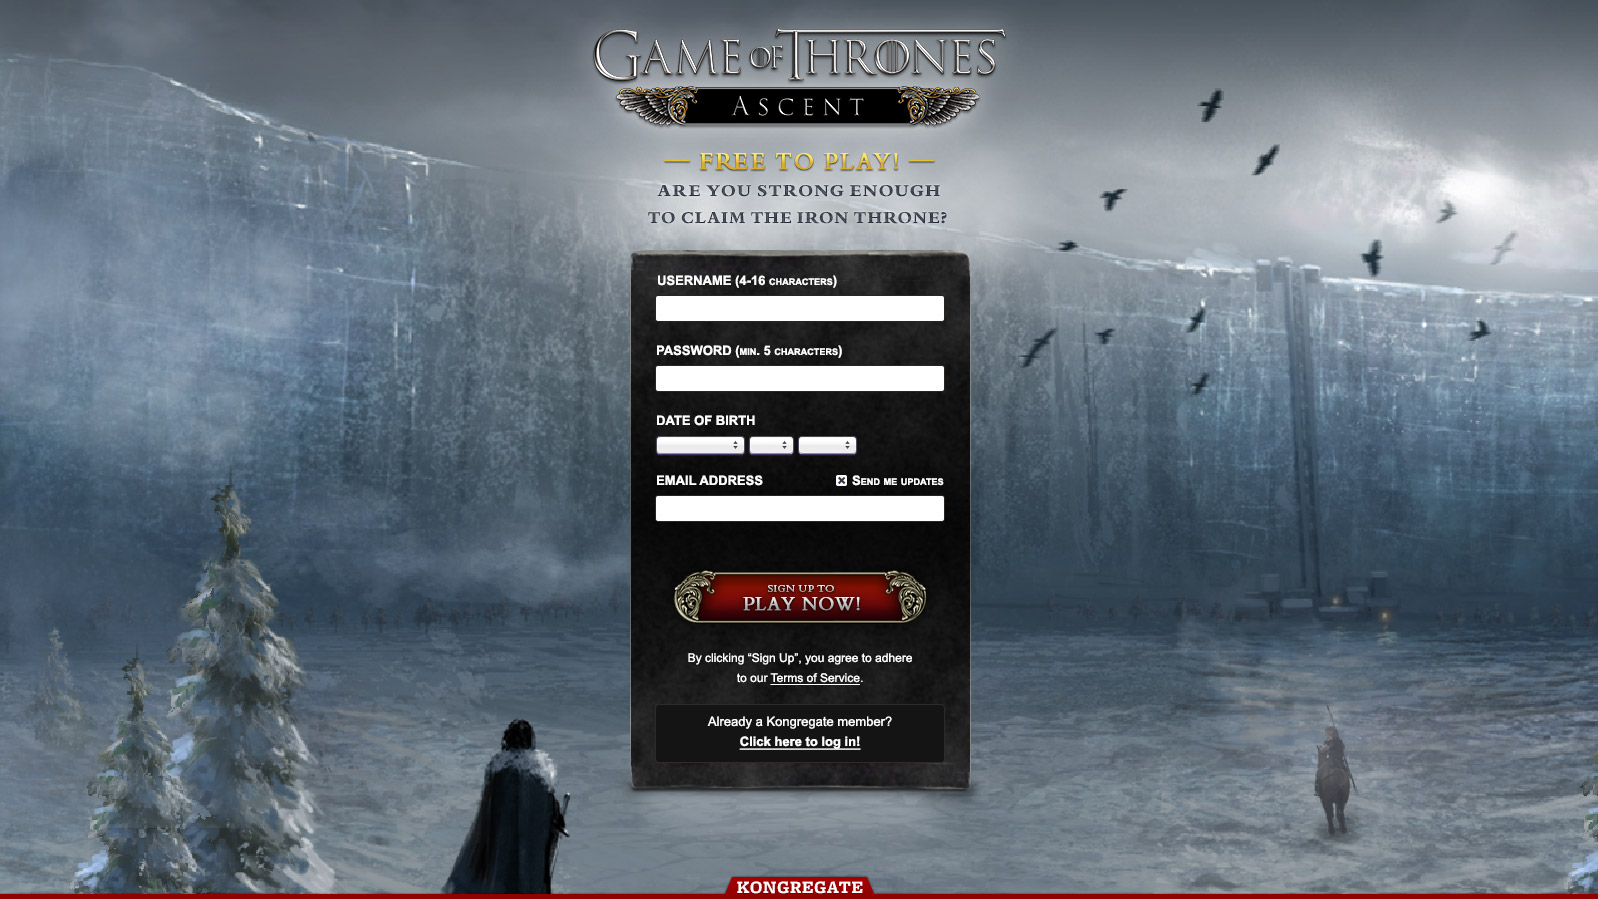 GAME OF THRONES
ASCENT
FREE TO PLAY!
ARE YOU STRONG ENOUGH
TO CLAIM THE IRON THRONE?
USERNAME (4-16 CHARACTERS)
PASSWORD (MIN. 5 CHARACTERS)
DATE OF BIRTH
EMAIL ADDRESS
SEND ME UPDATES
SIGN UP TO
PLAY NOW!
By clicking “Sign Up”, you agree to adhere
to our Terms of Service.
Already a Kongregate member?
Click here to log in!
KONGREGATE